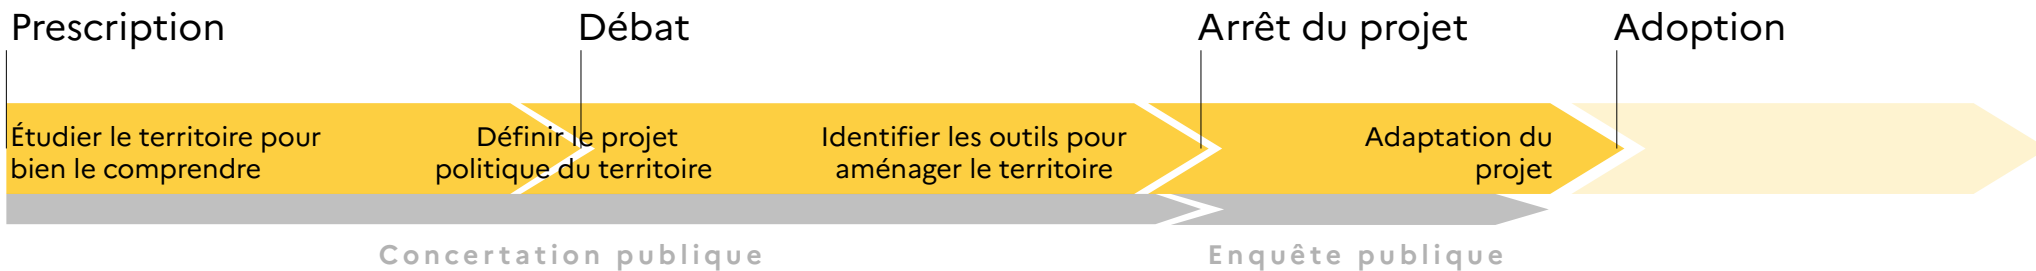 Prescription
Débat
Arrêt du projet
Adoption
Étudier le territoire pour
bien le comprendre
Définir le projet
politique du territoire
Identifier les outils pour
aménager le territoire
Adaptation du
projet
Concertation publique
Enquête publique